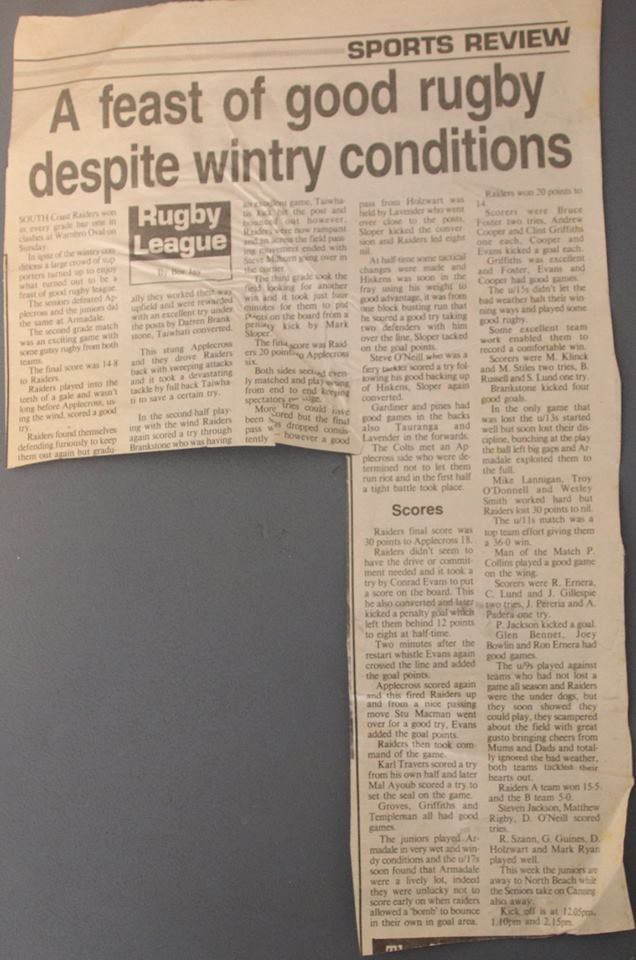 SPORTS REVIEW
A feast of good rugby
despite wintry conditions
SOUTH Coast Raiders won
in every grade bar one in
clashes at Warnbro Oval on
Sunday
In spite of the wintry con-
ditions a large crowd of sup-
porters turned up to enjoy
what turned out to be a
feast of good rugby league.
The seniors defeated Ap-
plecross and the juniors did
the same at Armadale.
The second grade match
was an exciting game with
some gutsy rugby from both
teams.
The final score was 14-8
to Raiders.
Raiders played into the
teeth of a gale and wasn't
long before Applecross, us-
ing the wind, scored a good
try.
Raiders found themselves
defending furiously to keep
them out again but gradu-
Rugby
League
By Bez Jay
ally they worked their way
upfield and were rewarded
with an excellent try under
the posts by Darren Brank-
stone, Taiwhati converted.
This stung Applecross
and they drove Raiders
back with sweeping attacks
and it took a devastating
tackle by full back Taiwha-
ti to save a certain try.
In the second-half play-
ing with the wind Raiders
again scored a try through
Brankstone who was having
an excellent game, Taiwha-
tis kick hit the post and
bounced out however,
Raiders were now rampant
and an across the field pass-
ing movement ended with
Steve Milburn going over in
the corner.
The third grade took the
field looking for another
win and it took just four
minutes for them to put
points on the board from a
penalty kick by Mark
Sloper.
The final score was Raid-
ers 20 points to Applecross
six.
Both sides seemed even-
ly matched and play swung
from end to end keeping
spectators on edge.
More tries could have
been scored but the final
pass was dropped consis-
tently — however a good
pass from Holzwart was
held by Lavender who went
over close to the posts,
Sloper kicked the conver-
sion and Raiders led eight
nil.
At half-time some tactical
changes were made and
Hiskens was soon in the
fray using his weight to
good advantage, it was from
one block busting run that
he scored a good try taking
two defenders with him
over the line, Sloper tacked
on the goal points.
Steve O'Neill who was a
fiery tackler scored a try fol-
lowing his good backing up
of Hiskens, Sloper again
converted.
Gardiner and pines had
good games in the backs
also Tauranga and
Lavender in the forwards.
The Colts met an Ap-
plecross side who were de-
termined not to let them
run riot and in the first half
a tight battle took place.
Scores
Raiders final score was
30 points to Applecross 18.
Raiders didn't seem to
have the drive or commit-
ment needed and it took a
try by Conrad Evans to put
a score on the board. This
he also converted and later
kicked a penalty goal which
left them behind 12 points
to eight at half-time.
Two minutes after the
restart whistle Evans again
crossed the line and added
the goal points.
Applecross scored again
and this fired Raiders up
and from a nice passing
move Stu Macman went
over for a good try, Evans
added the goal points.
Raiders then took com-
mand of the game.
Karl Travers scored a try
from his own half and later
Mal Ayoub scored a try to
set the seal on the game.
Groves, Griffiths and
Templeman all had good
games.
The juniors played Ar-
madale in very wet and win-
dy conditions and the u/17s
soon found that Armadale
were a lively lot, indeed
they were unlucky not to
score early on when raiders
allowed a 'bomb' to bounce
in their own in goal area.
Raiders won 20 points to
14.
Scorers were Bruce
Foster two tries, Andrew
Cooper and Clint Griffiths
one each, Cooper and
Evans kicked a goal each.
Griffiths was excellent
and Foster, Evans and
Cooper had good games.
The u/15s didn't let the
bad weather halt their win-
ning ways and played some
good rugby.
Some excellent team
work enabled them to
record a comfortable win.
Scorers were M. Klinck
and M. Stiles two tries, B.
Russell and S. Lund one try.
Brankstone kicked four
good goals.
In the only game that
was lost the u/13s started
well but soon lost their dis-
cipline, bunching at the play
the ball left big gaps and Ar-
madale exploited them to
the full.
Mike Lannigan, Troy
O'Donnell and Wesley
Smith worked hard but
Raiders lost 30 points to nil.
The u/11s match was a
top team effort giving them
a 36-0 win.
Man of the Match P.
Collins played a good game
on the wing.
Scorers were R. Ernera,
C. Lund and J. Gillespie
two tries, J. Pereria and A.
Padera one try.
P. Jackson kicked a goal.
Glen Bennet, Joey
Bowlin and Ron Ernera had
good games.
The u/9s played against
teams who had not lost a
game all season and Raiders
were the under dogs, but
they soon showed they
could play, they scampered
about the field with great
gusto bringing cheers from
Mums and Dads and total-
ly ignored the bad weather,
both teams tackled their
hearts out.
Raiders A team won 15-5
and the B team 5-0.
Steven Jackson, Matthew
Rigby, D. O'Neill scored
tries.
R. Szann, G. Guines, D.
Holzwart and Mark Ryan
played well.
This week the juniors are
away to North Beach while
the Seniors take on Canning
also away.
Kick off is at 12.05pm,
1.10pm and 2.15pm.